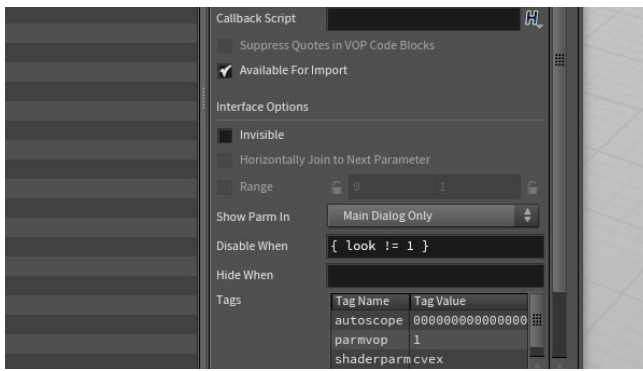 Callback Script
Suppress Quotes in VOP Code Blocks
Available For Import
Interface Options
Invisible
Horizontally Join to Next Parameter
Range 0 1
Show Parm In Main Dialog Only
Disable When { look != 1 }
Hide When
Tags Tag Name Tag Value
autoscope 000000000000000
parmvop 1
shaderparm cvex